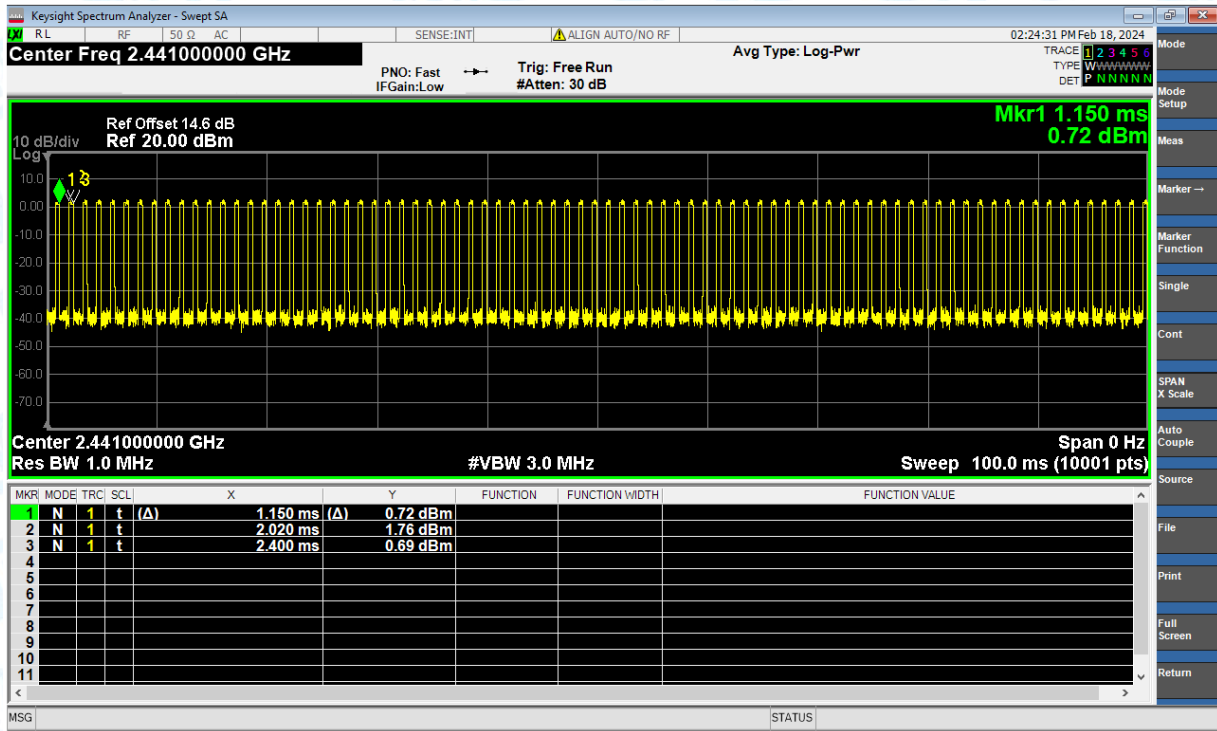 Keysight Spectrum Analyzer - Swept SA
LXI RL RF 50 Ω AC SENSE:INT ALIGN AUTO/NO RF 02:24:31 PM Feb 18, 2024
Center Freq 2.441000000 GHz
PNO: Fast
IFGain:Low
Trig: Free Run
#Atten: 30 dB
Avg Type: Log-Pwr
TRACE 1 2 3 4 5 6
TYPE WWWWWW
DET P N N N N N
Mkr1 1.150 ms
0.72 dBm
Ref Offset 14.6 dB
10 dB/div Ref 20.00 dBm
Log
1 2 3
10.0
0.00
-10.0
-20.0
-30.0
-40.0
-50.0
-60.0
-70.0
Center 2.441000000 GHz Span 0 Hz
Res BW 1.0 MHz #VBW 3.0 MHz Sweep 100.0 ms (10001 pts)
MKR MODE TRC SCL X Y FUNCTION FUNCTION WIDTH FUNCTION VALUE
1 N 1 t (Δ) 1.150 ms (Δ) 0.72 dBm
2 N 1 t 2.020 ms 1.76 dBm
3 N 1 t 2.400 ms 0.69 dBm
4
5
6
7
8
9
10
11
MSG STATUS
Mode
Mode
Setup
Meas
Marker→
Marker
Function
Single
Cont
SPAN
X Scale
Auto
Couple
Source
File
Print
Full
Screen
Return